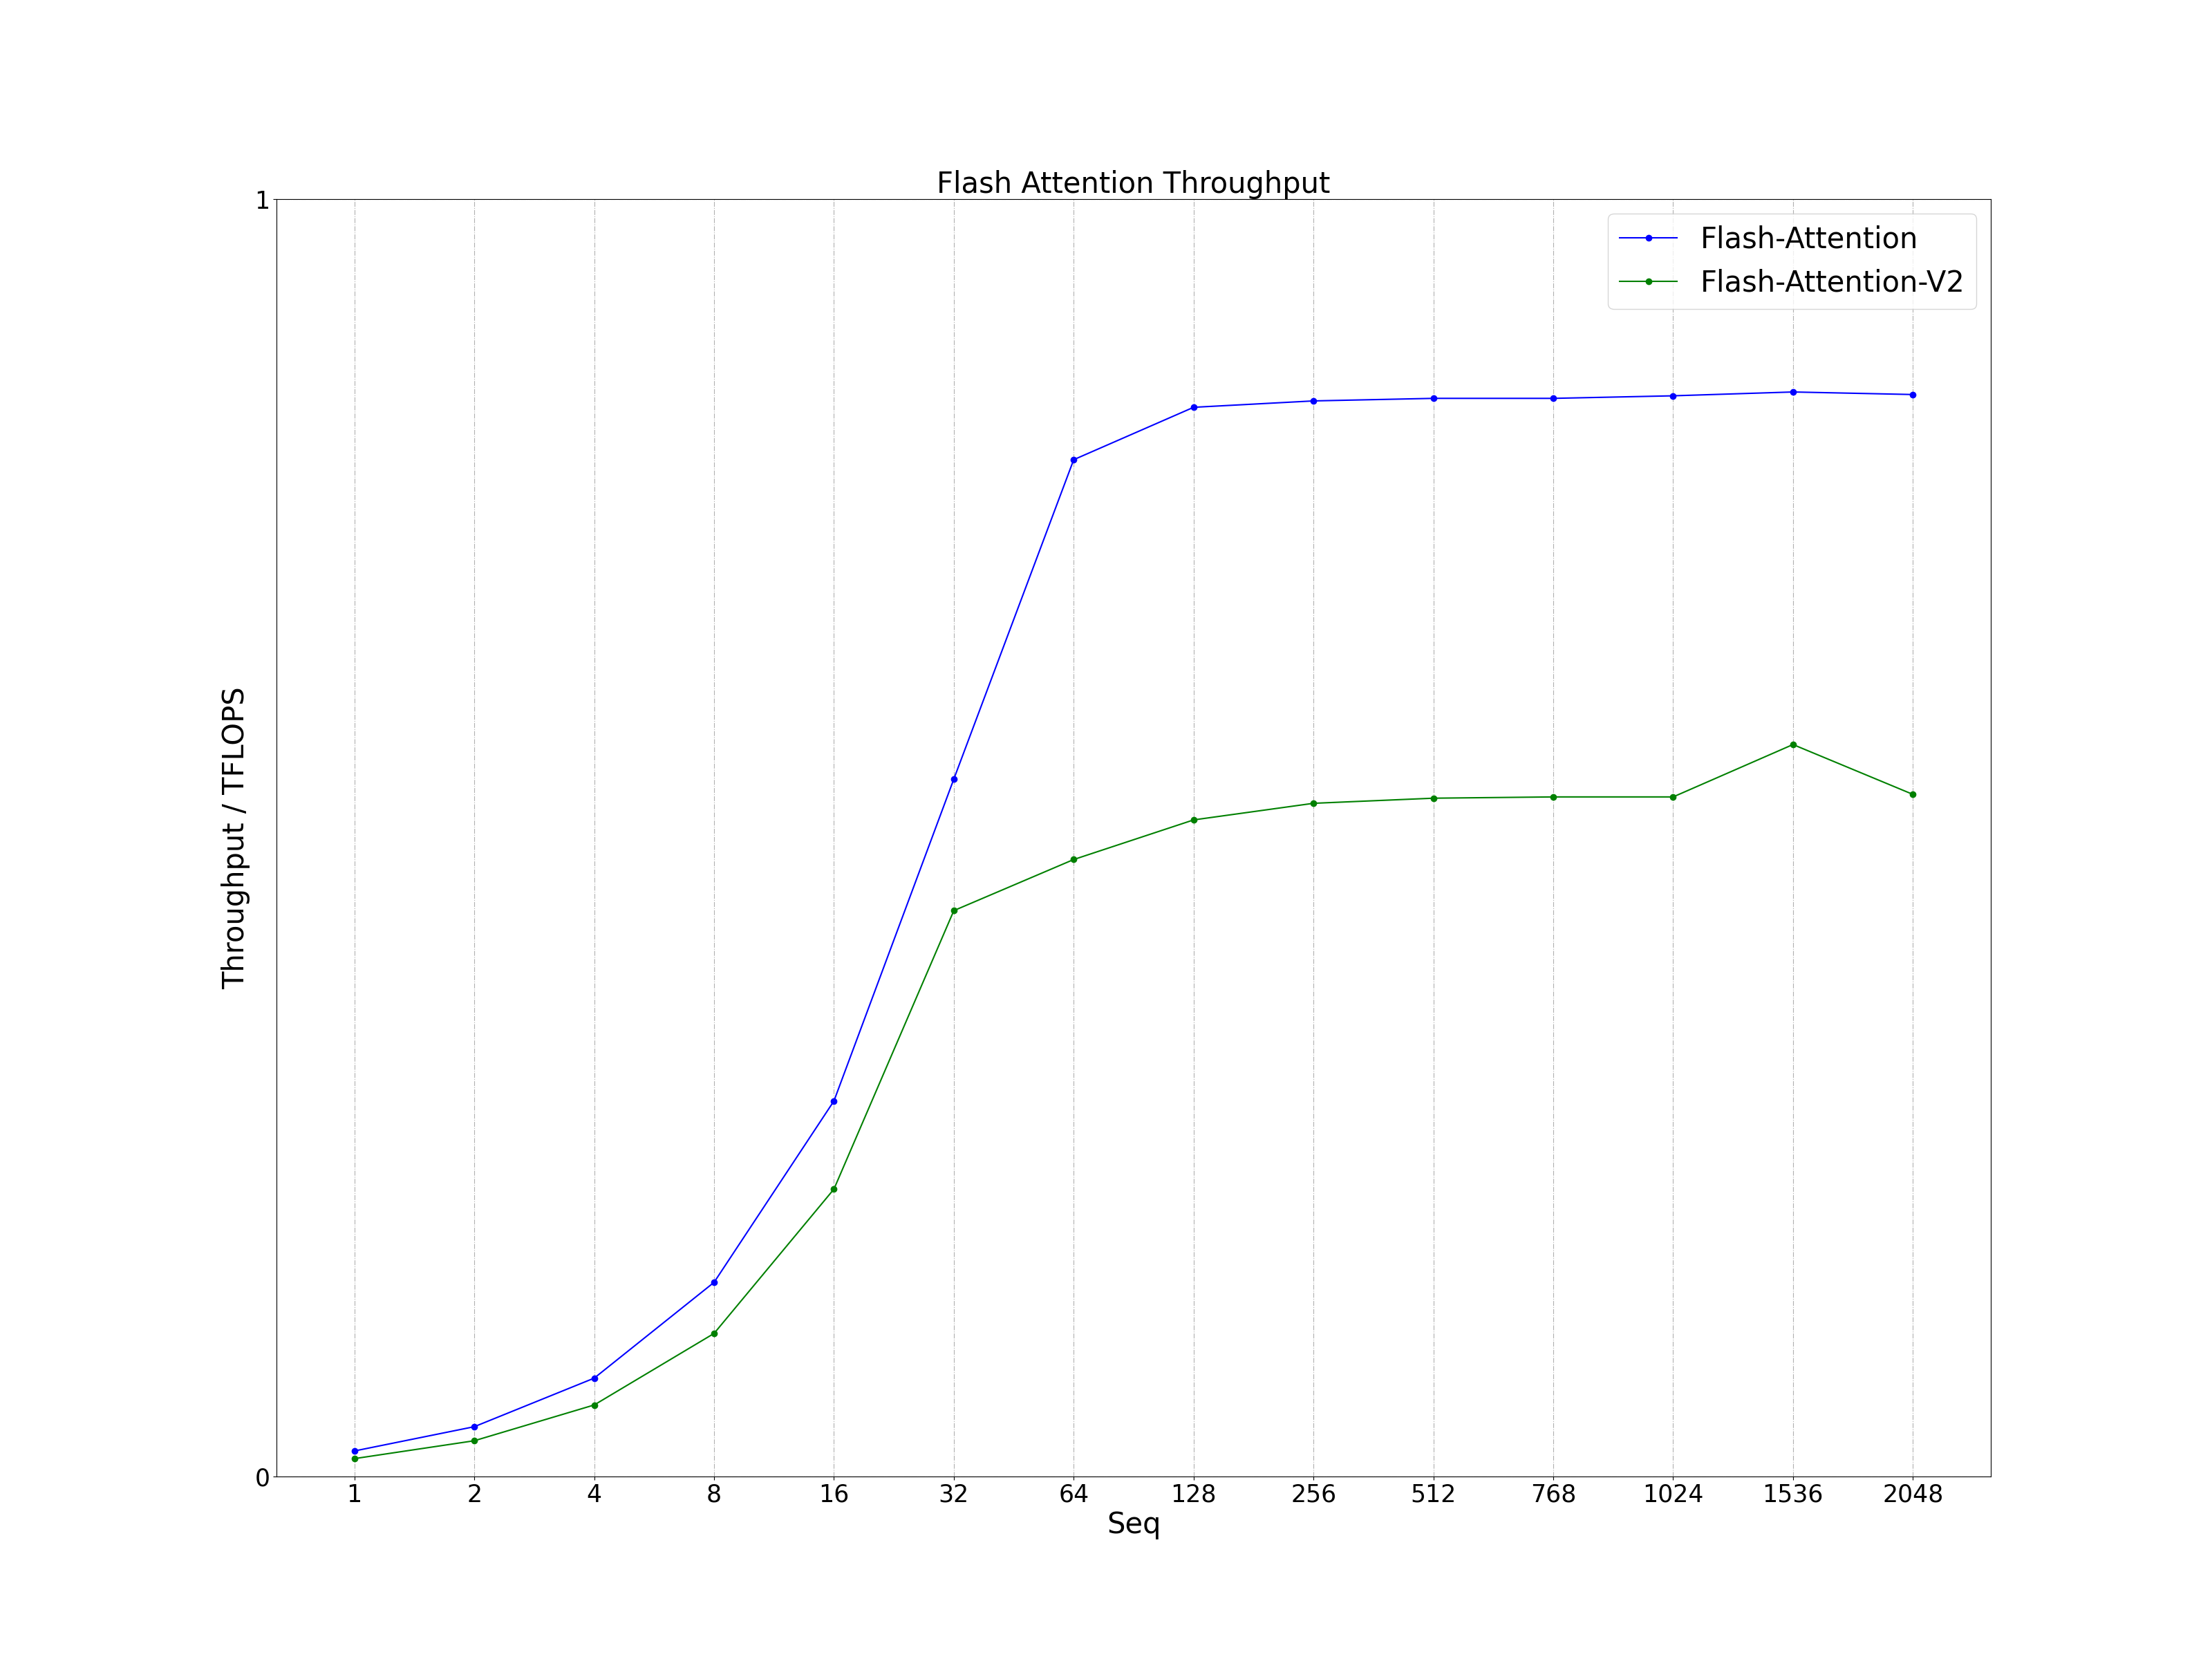 Flash Attention Throughput
1
Flash-Attention
Flash-Attention-V2
Throughput / TFLOPS
0
1 2 4 8 16 32 64 128 256 512 768 1024 1536 2048
Seq